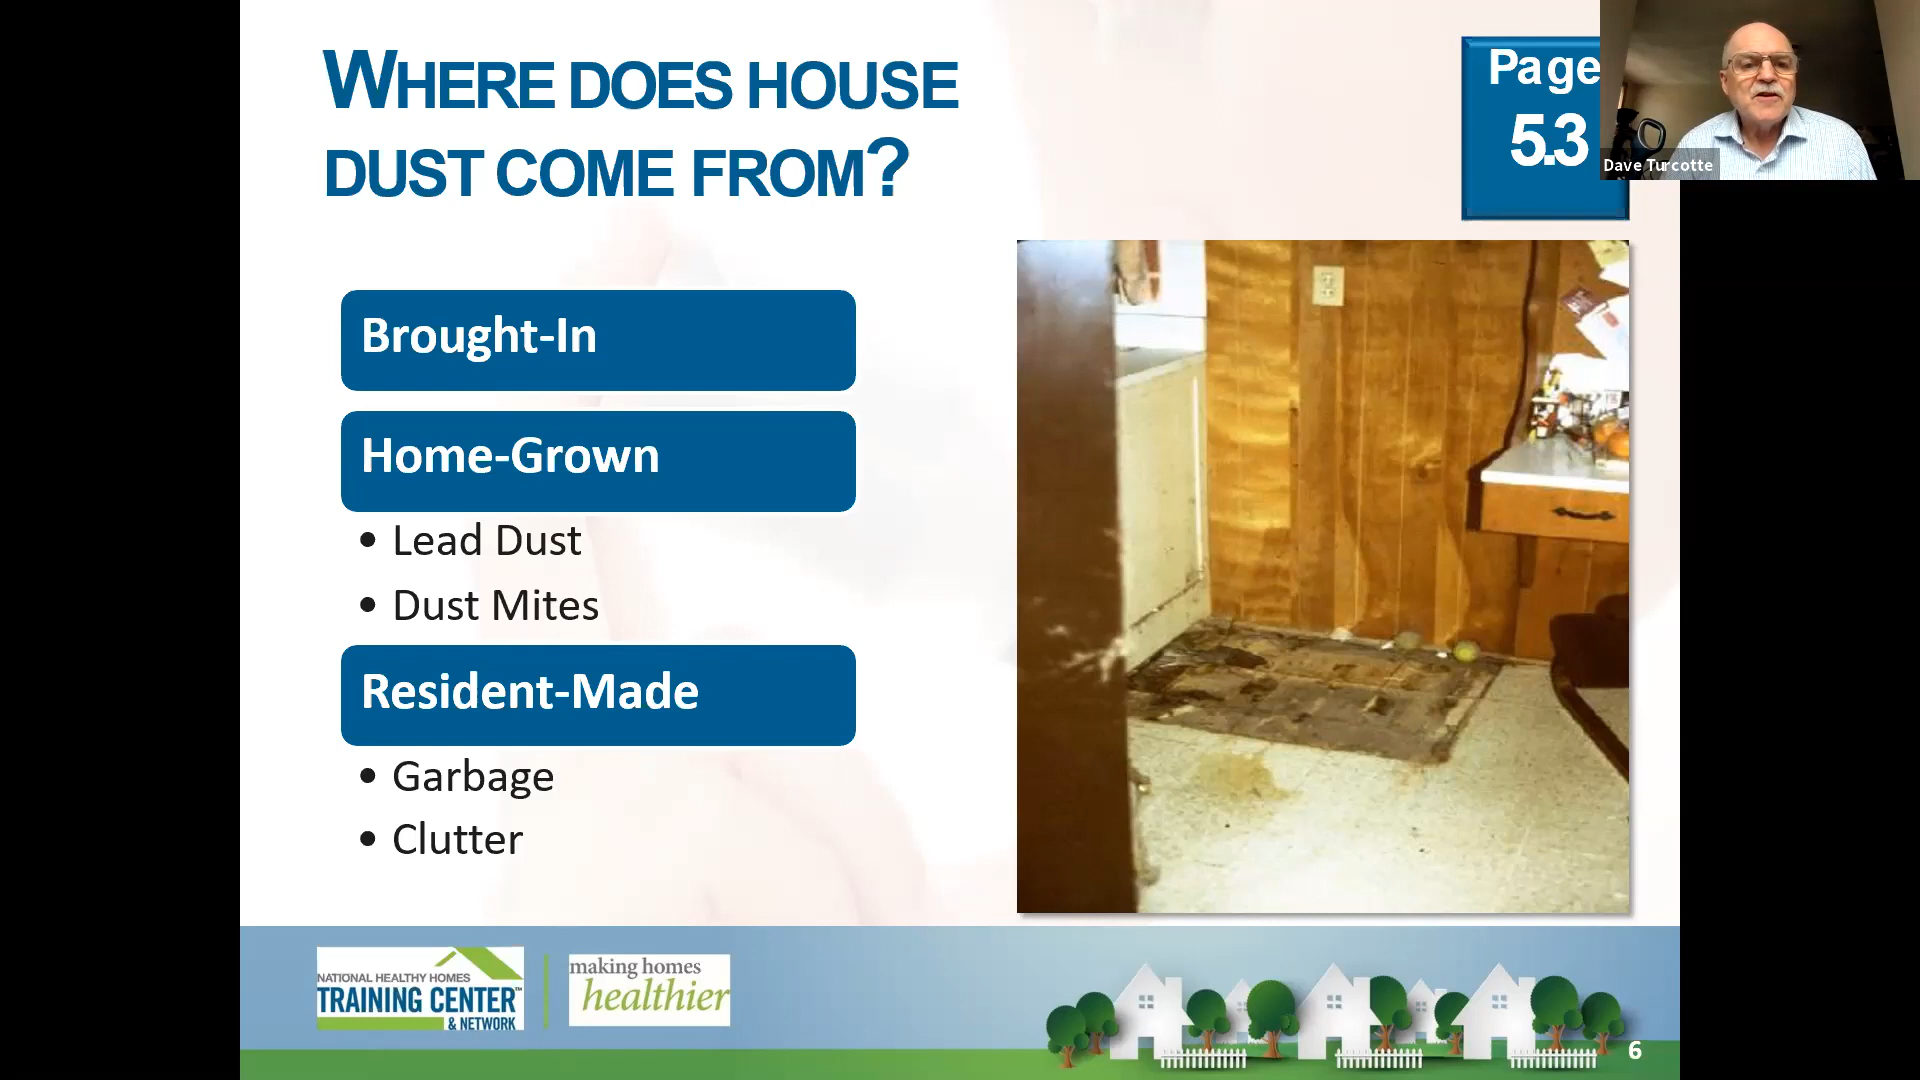 WHERE DOES HOUSE
DUST COME FROM?
Page
5.3
Dave Turcotte
Brought-In
Home-Grown
• Lead Dust
• Dust Mites
Resident-Made
• Garbage
• Clutter
NATIONAL HEALTHY HOMES
TRAINING CENTER™
& NETWORK
making homes
healthier
6